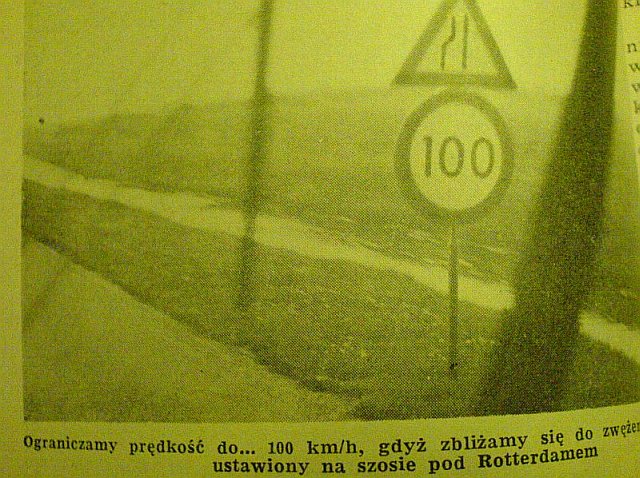 100
Ograniczamy prędkość do... 100 km/h, gdyż zbliżamy się do
ustawiony na szosie pod Rotterdamem